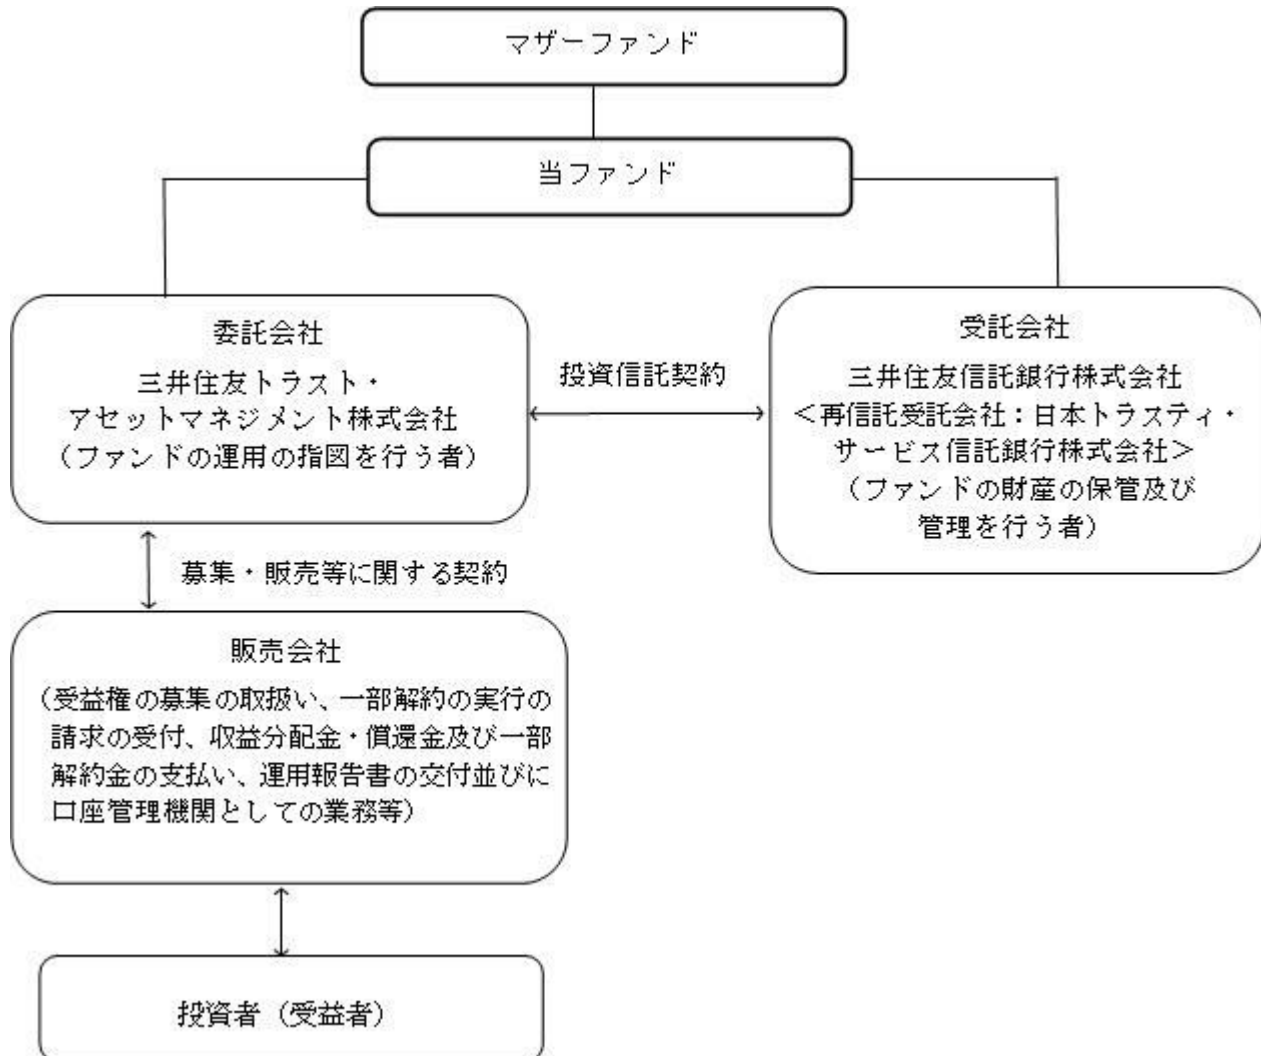 マザーファンド
当ファンド
委託会社
三井住友トラスト・
アセットマネジメント株式会社
（ファンドの運用の指図を行う者）
投資信託契約
受託会社
三井住友信託銀行株式会社
＜再信託受託会社：日本トラスティ・
サービス信託銀行株式会社＞
（ファンドの財産の保管及び
管理を行う者）
募集・販売等に関する契約
販売会社
（受益権の募集の取扱い、一部解約の実行の
請求の受付、収益分配金・償還金及び一部
解約金の支払い、運用報告書の交付並びに
口座管理機関としての業務等）
投資者（受益者）